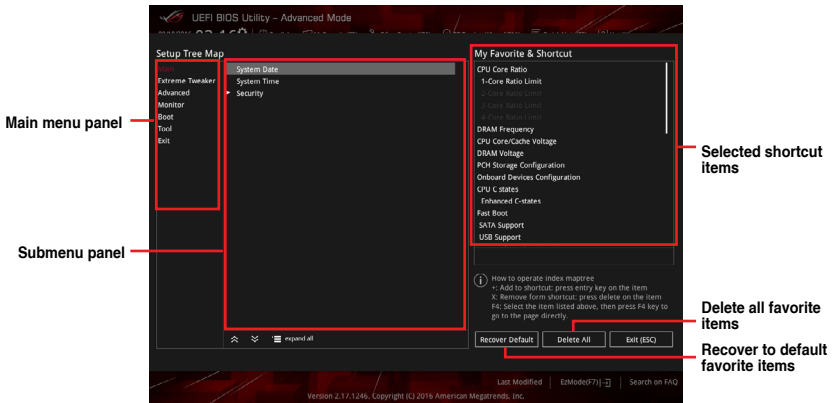 UEFI BIOS Utility – Advanced Mode
Setup Tree Map
My Favorite & Shortcut
Main
Extreme Tweaker
Advanced
Monitor
Boot
Tool
Exit
System Date
System Time
Security
CPU Core Ratio
1-Core Ratio Limit
2-Core Ratio Limit
3-Core Ratio Limit
4-Core Ratio Limit
DRAM Frequency
CPU Core/Cache Voltage
DRAM Voltage
PCH Storage Configuration
Onboard Devices Configuration
CPU C states
Enhanced C-states
Fast Boot
SATA Support
USB Support
Main menu panel
Submenu panel
Selected shortcut
items
How to operate index maptree
+: Add to shortcut: press entry key on the item
X: Remove form shortcut: press delete on the item
F4: Select the item listed above, then press F4 key to
go to the page directly.
expand all
Recover Default
Delete All
Exit (ESC)
Delete all favorite
items
Recover to default
favorite items
Last Modified
EzMode(F7)
Search on FAQ
Version 2.17.1246. Copyright (C) 2016 American Megatrends, Inc.